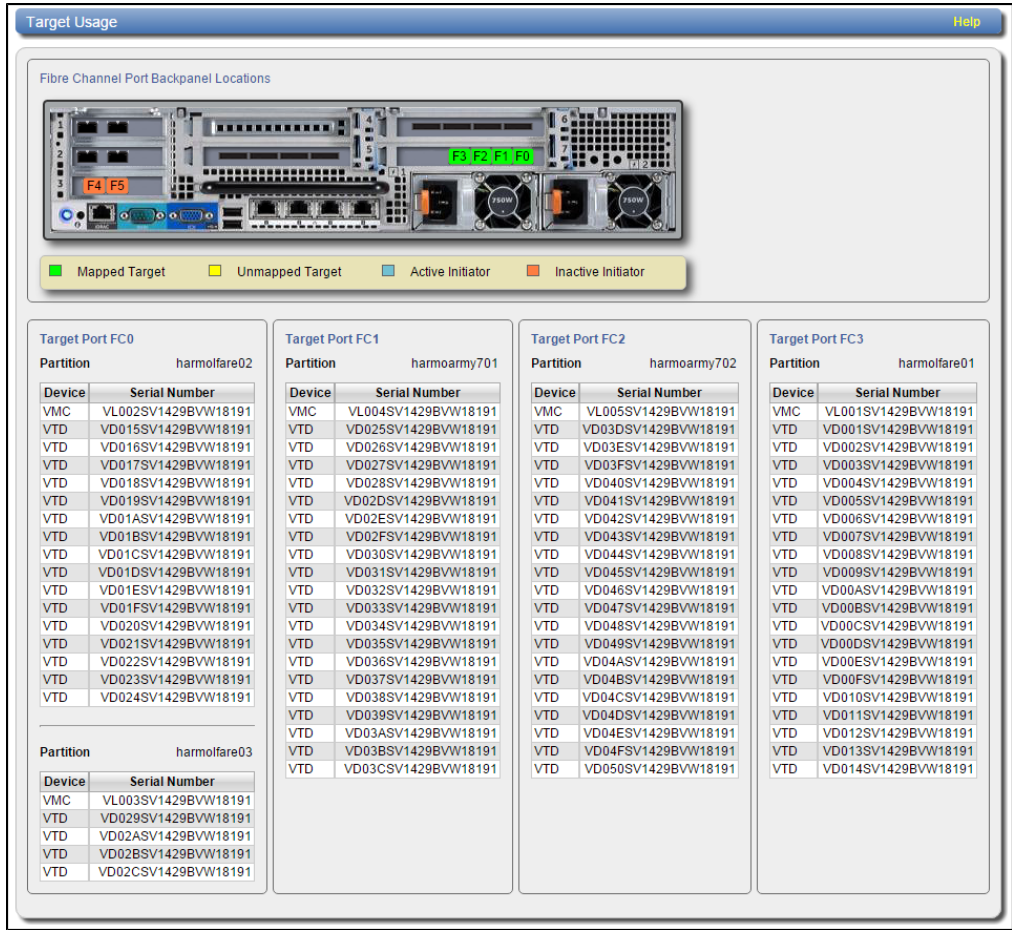 Target Usage Help
Fibre Channel Port Backpanel Locations
1 4 6
2 5 7
F3 F2 F1 F0
1 2
3 F4 F5
750W 750W
Mapped Target Unmapped Target Active Initiator Inactive Initiator
Target Port FC0
Partition harmolfare02
Device Serial Number
VMC VL002SV1429BVW18191
VTD VD015SV1429BVW18191
VTD VD016SV1429BVW18191
VTD VD017SV1429BVW18191
VTD VD018SV1429BVW18191
VTD VD019SV1429BVW18191
VTD VD01ASV1429BVW18191
VTD VD01BSV1429BVW18191
VTD VD01CSV1429BVW18191
VTD VD01DSV1429BVW18191
VTD VD01ESV1429BVW18191
VTD VD01FSV1429BVW18191
VTD VD020SV1429BVW18191
VTD VD021SV1429BVW18191
VTD VD022SV1429BVW18191
VTD VD023SV1429BVW18191
VTD VD024SV1429BVW18191
Partition harmolfare03
Device Serial Number
VMC VL003SV1429BVW18191
VTD VD029SV1429BVW18191
VTD VD02ASV1429BVW18191
VTD VD02BSV1429BVW18191
VTD VD02CSV1429BVW18191
Target Port FC1
Partition harmoarmy701
Device Serial Number
VMC VL004SV1429BVW18191
VTD VD025SV1429BVW18191
VTD VD026SV1429BVW18191
VTD VD027SV1429BVW18191
VTD VD028SV1429BVW18191
VTD VD02DSV1429BVW18191
VTD VD02ESV1429BVW18191
VTD VD02FSV1429BVW18191
VTD VD030SV1429BVW18191
VTD VD031SV1429BVW18191
VTD VD032SV1429BVW18191
VTD VD033SV1429BVW18191
VTD VD034SV1429BVW18191
VTD VD035SV1429BVW18191
VTD VD036SV1429BVW18191
VTD VD037SV1429BVW18191
VTD VD038SV1429BVW18191
VTD VD039SV1429BVW18191
VTD VD03ASV1429BVW18191
VTD VD03BSV1429BVW18191
VTD VD03CSV1429BVW18191
Target Port FC2
Partition harmoarmy702
Device Serial Number
VMC VL005SV1429BVW18191
VTD VD03DSV1429BVW18191
VTD VD03ESV1429BVW18191
VTD VD03FSV1429BVW18191
VTD VD040SV1429BVW18191
VTD VD041SV1429BVW18191
VTD VD042SV1429BVW18191
VTD VD043SV1429BVW18191
VTD VD044SV1429BVW18191
VTD VD045SV1429BVW18191
VTD VD046SV1429BVW18191
VTD VD047SV1429BVW18191
VTD VD048SV1429BVW18191
VTD VD049SV1429BVW18191
VTD VD04ASV1429BVW18191
VTD VD04BSV1429BVW18191
VTD VD04CSV1429BVW18191
VTD VD04DSV1429BVW18191
VTD VD04ESV1429BVW18191
VTD VD04FSV1429BVW18191
VTD VD050SV1429BVW18191
Target Port FC3
Partition harmolfare01
Device Serial Number
VMC VL001SV1429BVW18191
VTD VD001SV1429BVW18191
VTD VD002SV1429BVW18191
VTD VD003SV1429BVW18191
VTD VD004SV1429BVW18191
VTD VD005SV1429BVW18191
VTD VD006SV1429BVW18191
VTD VD007SV1429BVW18191
VTD VD008SV1429BVW18191
VTD VD009SV1429BVW18191
VTD VD00ASV1429BVW18191
VTD VD00BSV1429BVW18191
VTD VD00CSV1429BVW18191
VTD VD00DSV1429BVW18191
VTD VD00ESV1429BVW18191
VTD VD00FSV1429BVW18191
VTD VD010SV1429BVW18191
VTD VD011SV1429BVW18191
VTD VD012SV1429BVW18191
VTD VD013SV1429BVW18191
VTD VD014SV1429BVW18191